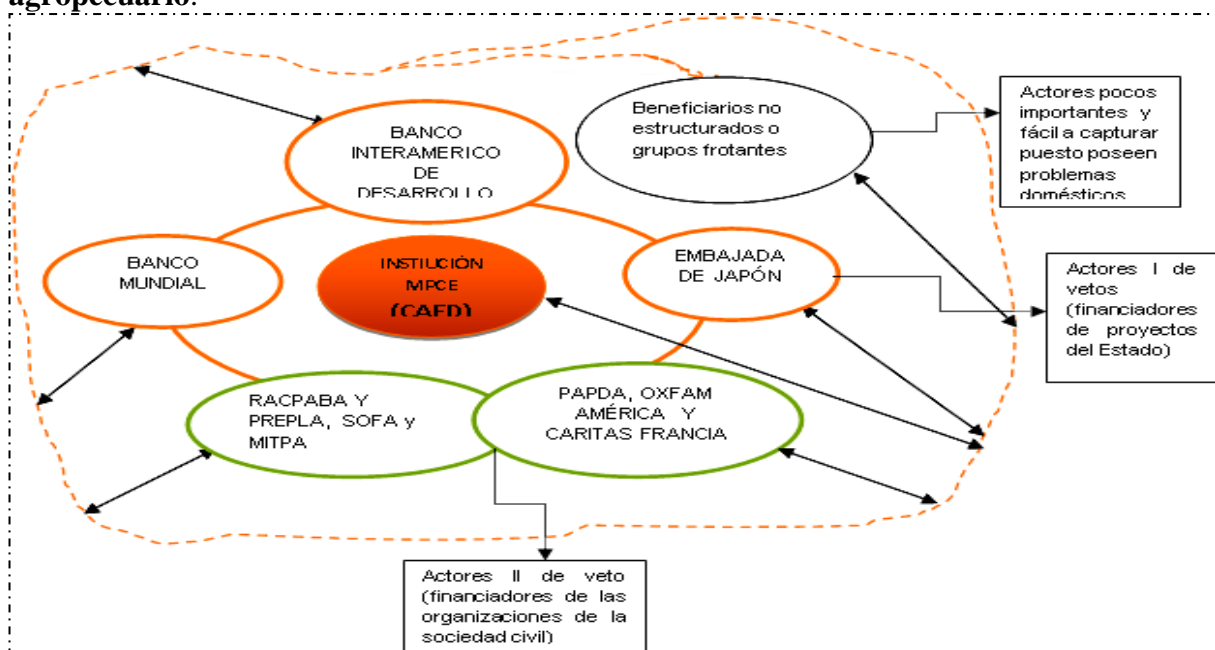 agropecuario.
BANCO
INTERAMERICO
DE
DESARROLLO
Beneficiarios no
estructurados o
grupos frotantes
Actores pocos
importantes y
fácil a capturar
puesto poseen
problemas
domésticos
BANCO
MUNDIAL
INSTIUCIÓN
MPCE
(CAED)
EMBAJADA
DE JAPÓN
Actores I de
vetos
(financiadores
de proyectos
del Estado)
RACPABA Y
PREPLA, SOFA y
MITPA
PAPDA, OXFAM
AMÉRICA Y
CARITAS FRANCIA
Actores II de veto
(financiadores de las
organizaciones de la
sociedad civil)